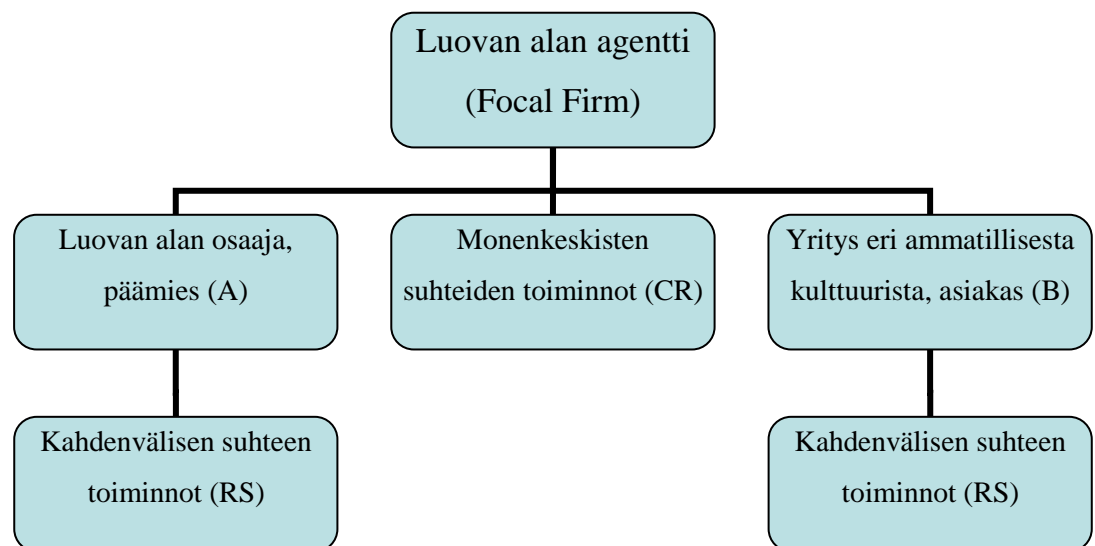 Luovan alan agentti
(Focal Firm)
Luovan alan osaaja,
päämies (A)
Monenkeskisten
suhteiden toiminnot (CR)
Yritys eri ammatillisesta
kulttuurista, asiakas (B)
Kahdenvälisen suhteen
toiminnot (RS)
Kahdenvälisen suhteen
toiminnot (RS)